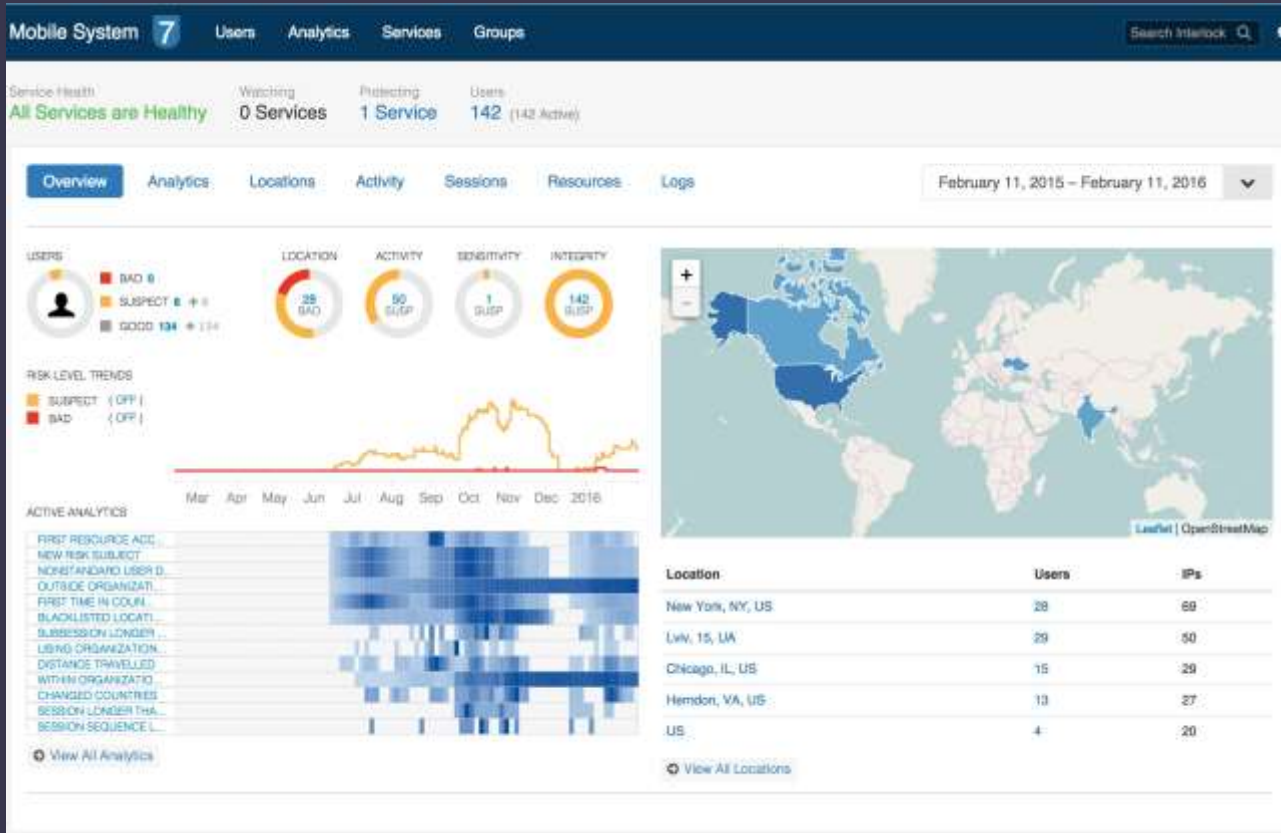 Mobile System 7 Users Analytics Services Groups Search Interlock
Service Health Watching Protecting Users
All Services are Healthy 0 Services 1 Service 142 (142 Active)
Overview Analytics Locations Activity Sessions Resources Logs February 11, 2015 – February 11, 2016
USERS LOCATION ACTIVITY SENSITIVITY INTEGRITY
BAD 0
SUSPECT 8
GOOD 134 134
28 BAD
50 SUSP
1 SUSP
142 SUSP
RISK LEVEL TRENDS
SUSPECT (OFF)
BAD (OFF)
Mar Apr May Jun Jul Aug Sep Oct Nov Dec 2016
ACTIVE ANALYTICS
FIRST RESOURCE ACC...
NEW RISK SUBJECT
NONSTANDARD USER D...
OUTSIDE ORGANIZATI...
FIRST TIME IN COUN...
BLACKLISTED LOCATI...
SUBSESSION LONGER ...
USING ORGANIZATION...
DISTANCE TRAVELLED
WITHIN ORGANIZATIO...
CHANGED COUNTRIES
SESSION LONGER THA...
SESSION SEQUENCE L...
View All Analytics
+
-
Leaflet | OpenStreetMap
Location Users IPs
New York, NY, US 28 69
Lviv, 15, UA 29 50
Chicago, IL, US 15 29
Herndon, VA, US 13 27
US 4 20
View All Locations